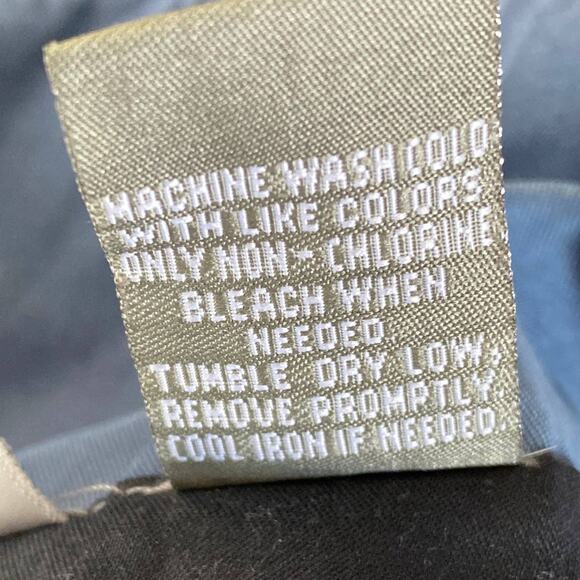 MACHINE WASH COLD
WITH LIKE COLORS
ONLY NON - CHLORINE
BLEACH WHEN
NEEDED
TUMBLE DRY LOW,
REMOVE PROMPTLY.
COOL IRON IF NEEDED.